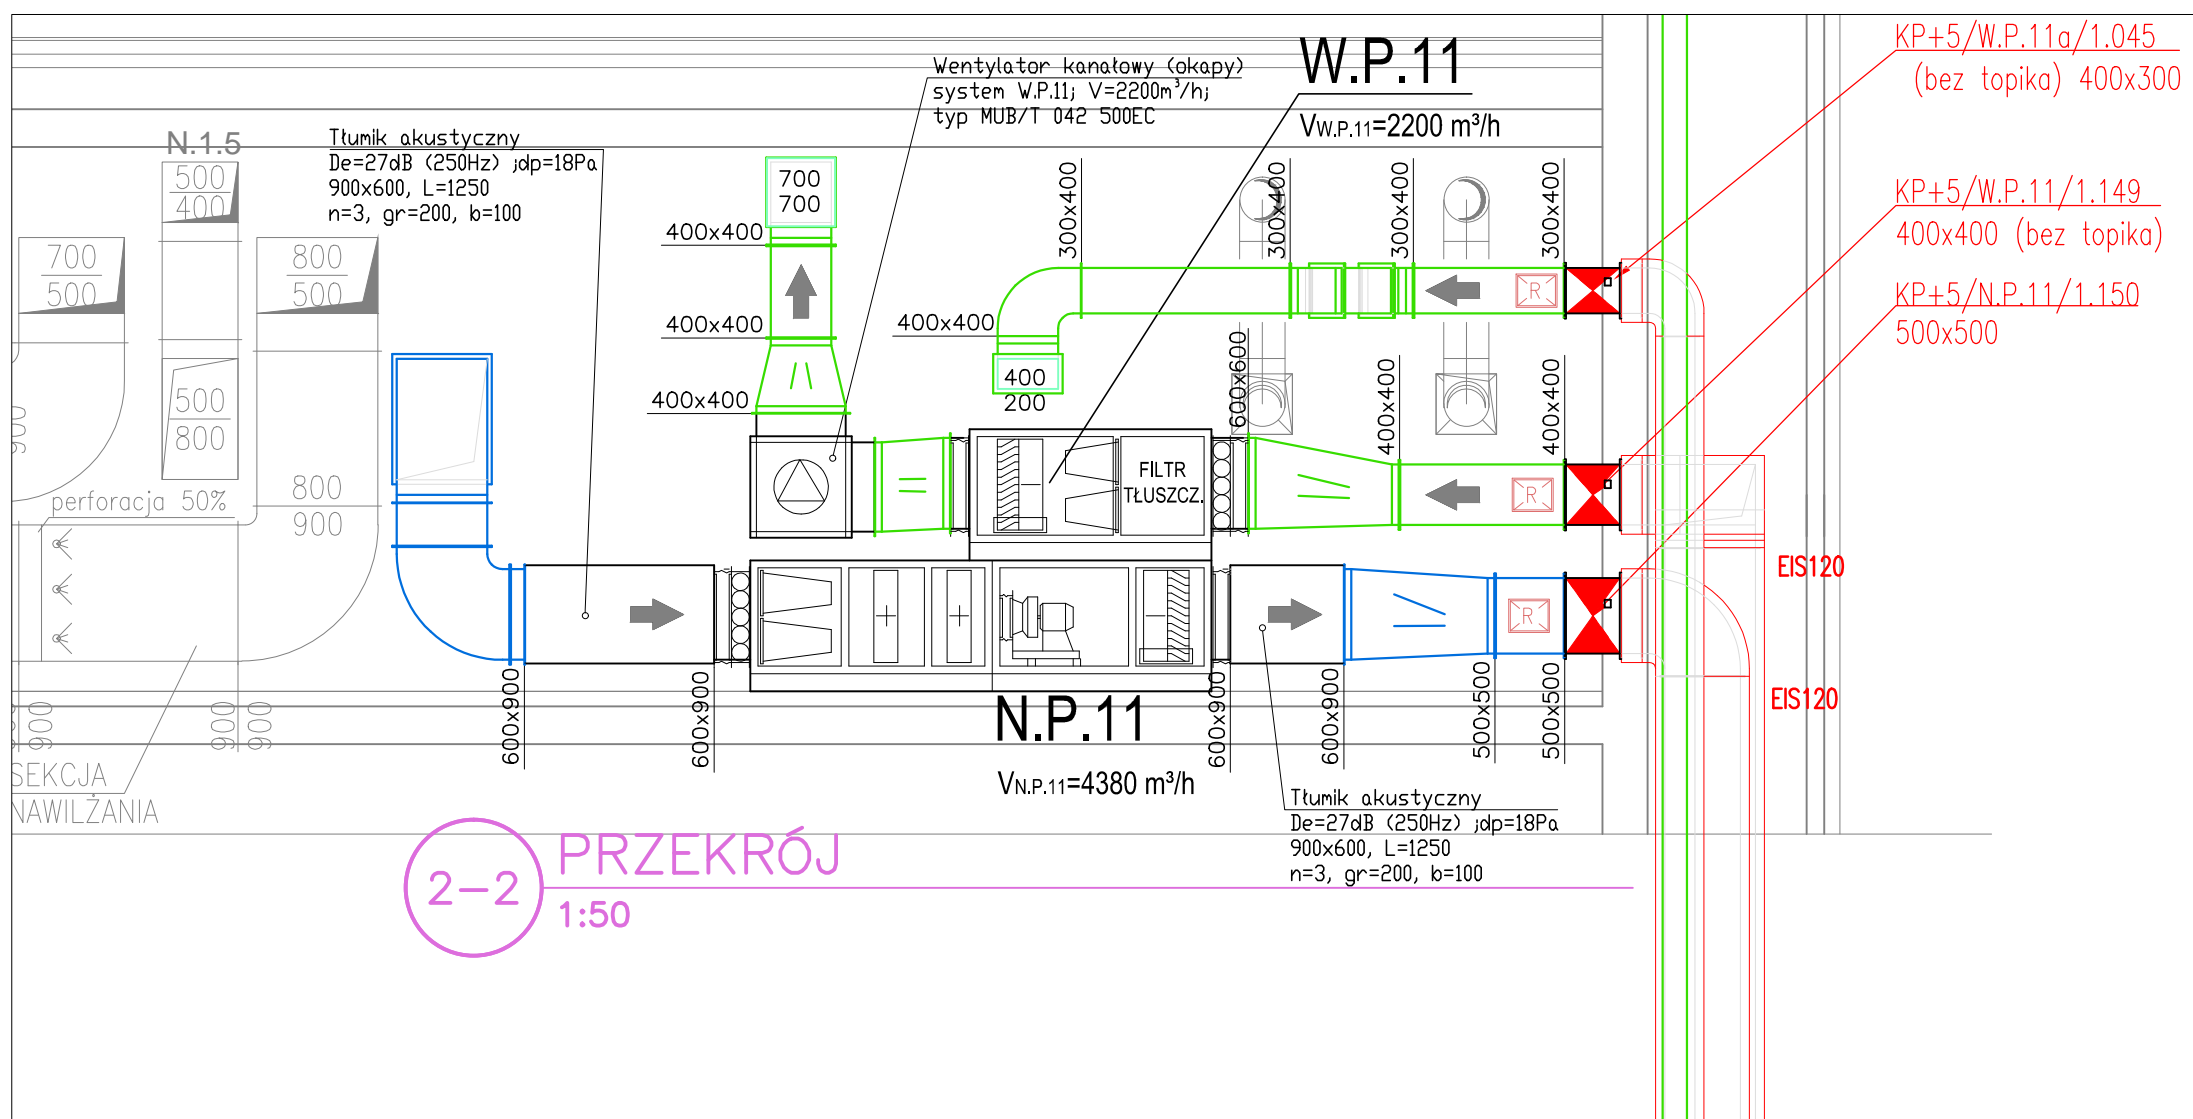 KP+5/W.P.11a/1.045
(bez topika) 400x300
W.P.11
VW.P.11=2200 m³/h
Wentylator kanałowy (okapy)
system W.P.11; V=2200m³/h;
typ MUB/T 042 500EC
N.1.5
500
400
Tłumik akustyczny
De=27dB (250Hz) ;dp=18Pa
900x600, L=1250
n=3, gr=200, b=100
700
700
300x400
300x400
300x400
300x400
KP+5/W.P.11/1.149
400x400 (bez topika)
400x400
700
500
800
500
KP+5/N.P.11/1.150
500x500
R
400x400
400x400
400
200
600x600
400x400
400x400
400x400
500
800
900
FILTR
TŁUSZCZ.
R
perforacja 50%
800
900
EIS120
R
EIS120
600x900
600x900
N.P.11
600x900
600x900
500x500
500x500
900
900
900
SEKCJA
NAWILŻANIA
VN.P.11=4380 m³/h
Tłumik akustyczny
De=27dB (250Hz) ;dp=18Pa
900x600, L=1250
n=3, gr=200, b=100
2-2
PRZEKRÓJ
1:50